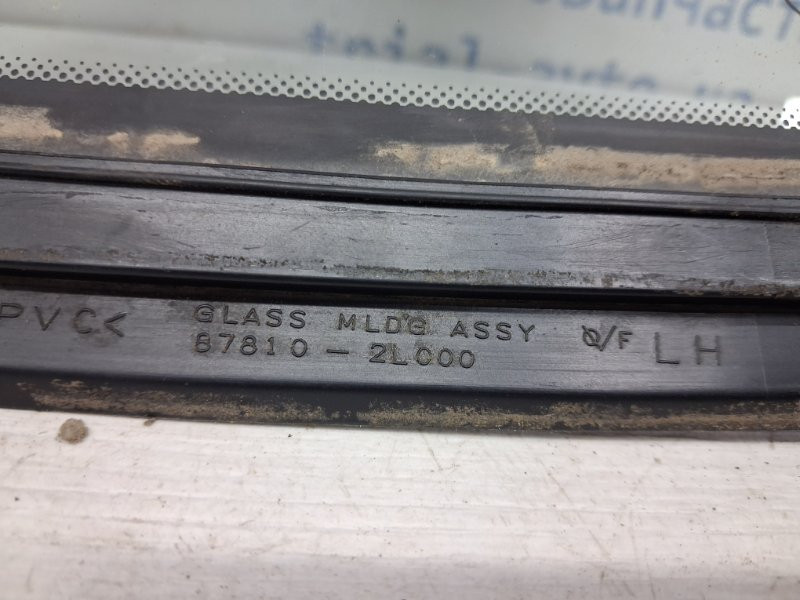 PVC<
GLASS MLDG ASSY Q/F LH
87810-2L000